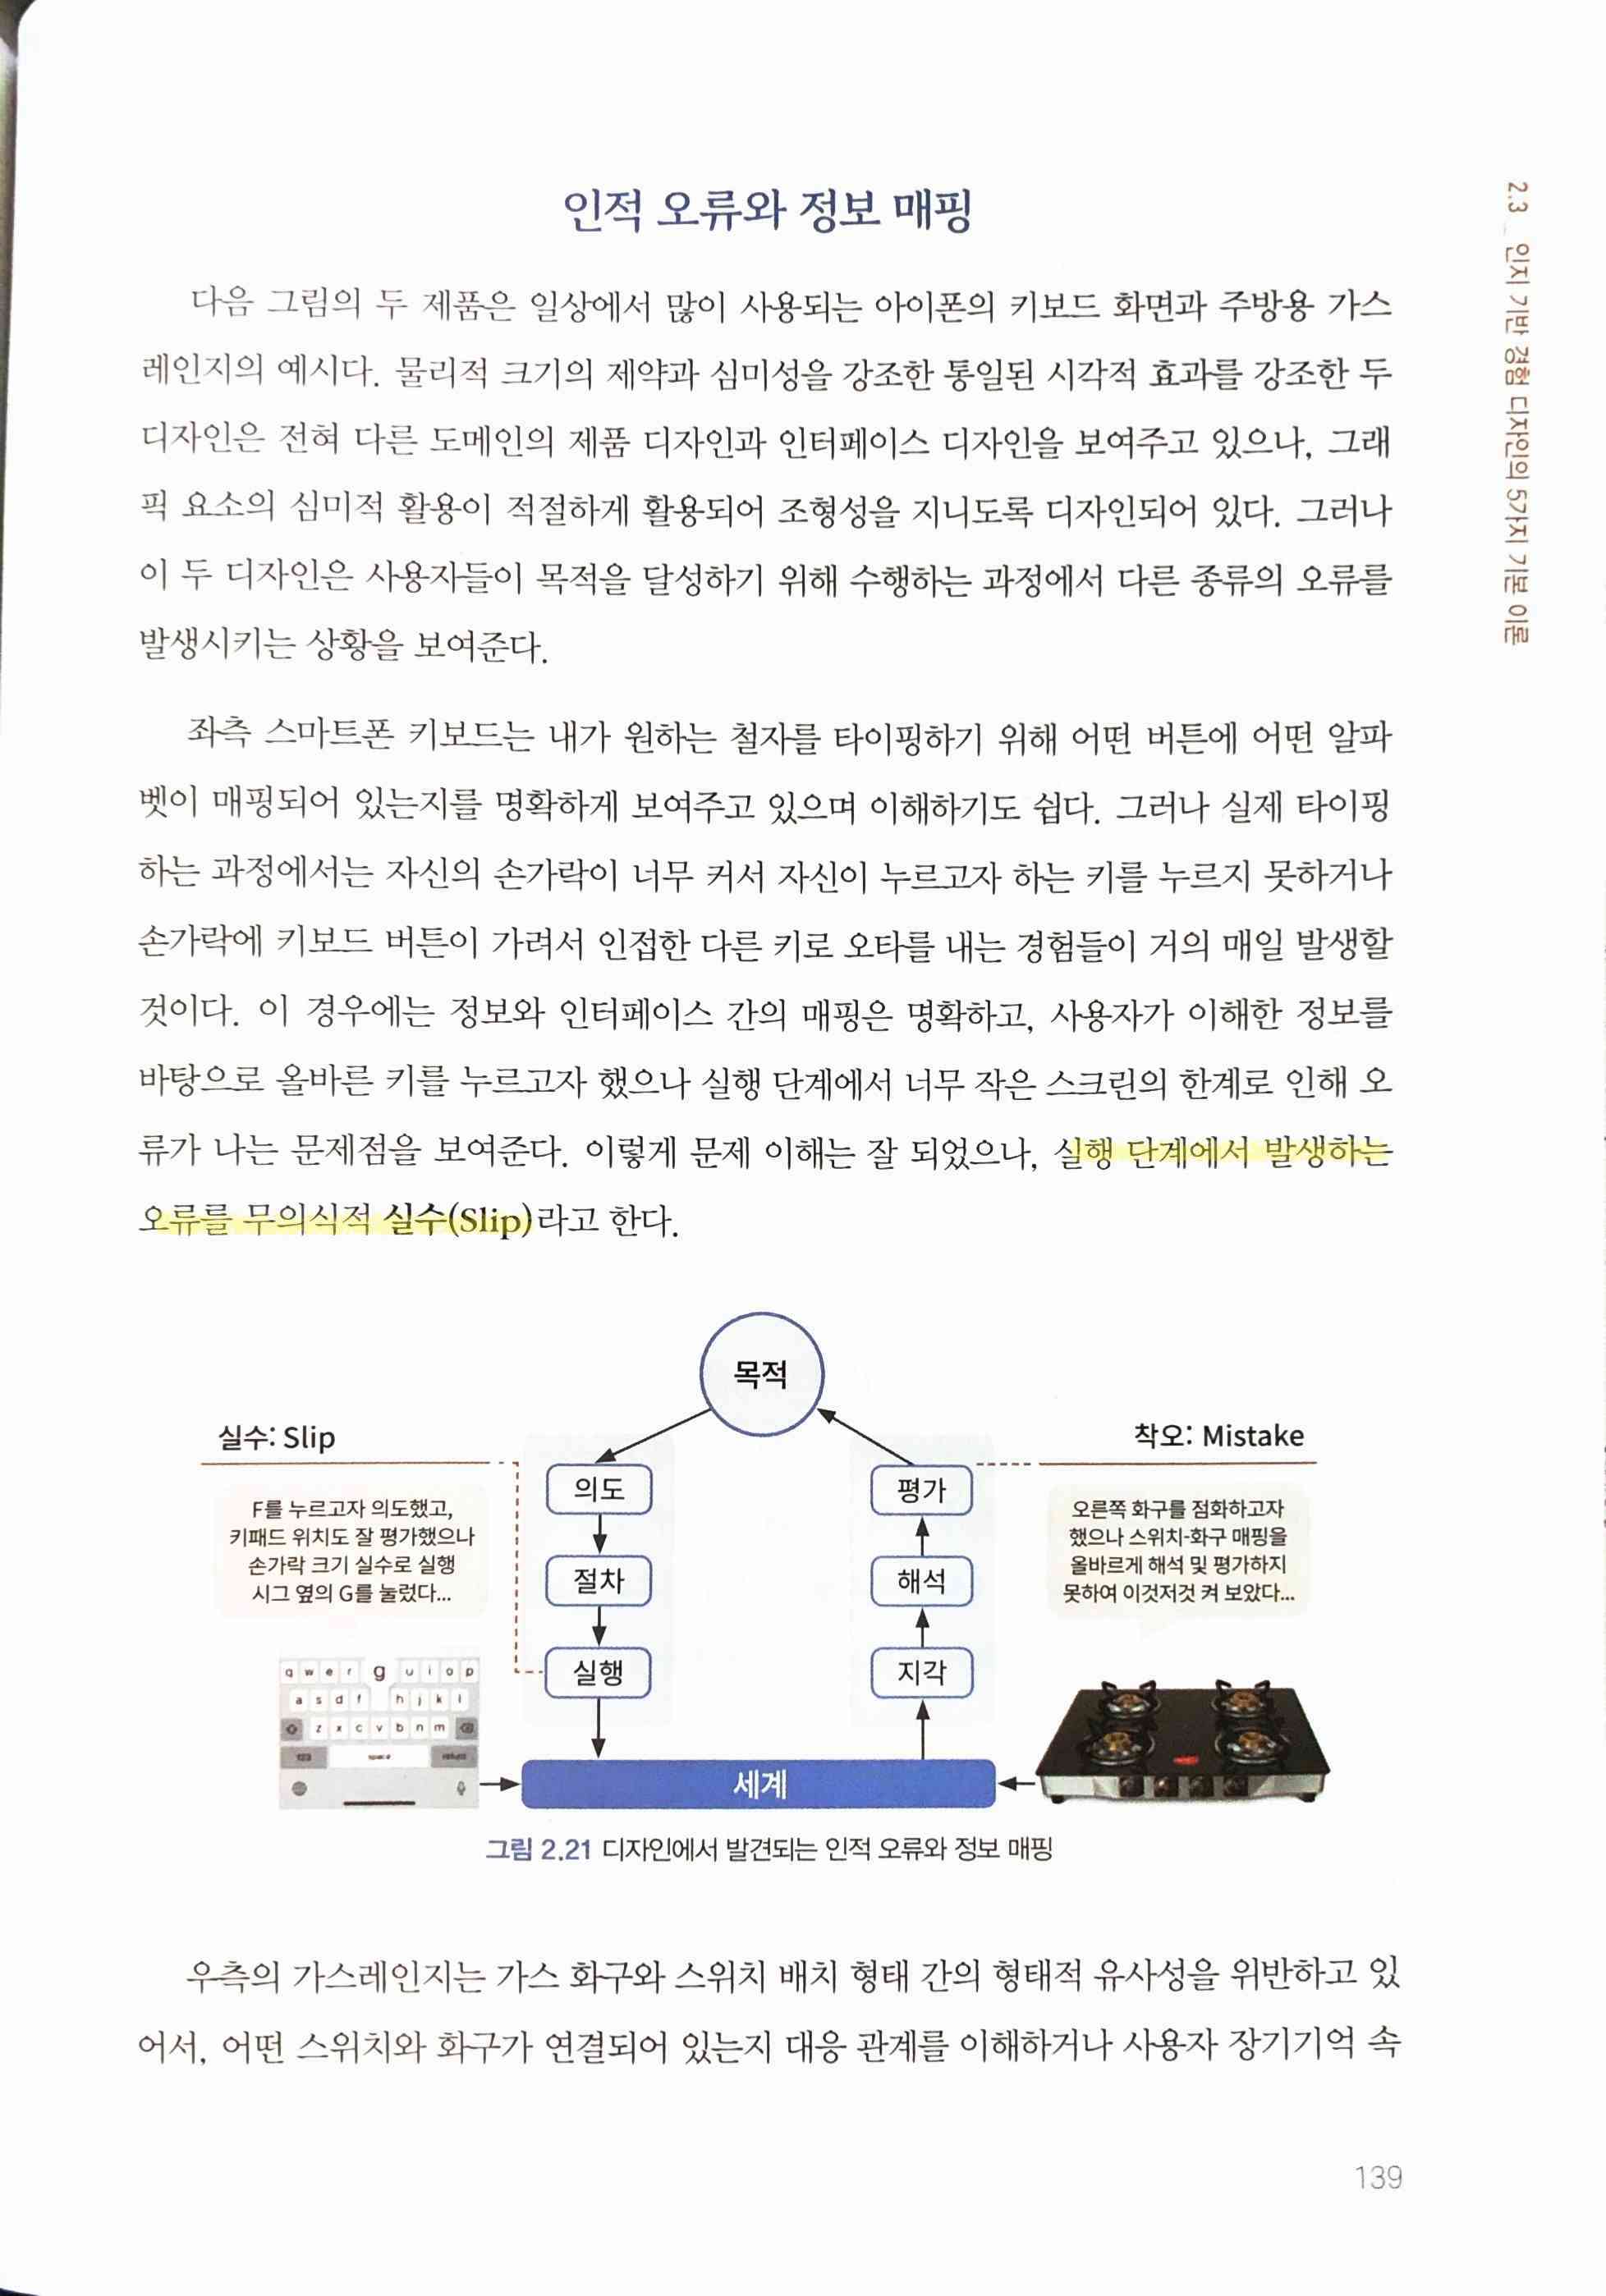 인적 오류와 정보 매핑
2.3 _ 인지 기반 경험 디자인의 5가지 기본 이론
다음 그림의 두 제품은 일상에서 많이 사용되는 아이폰의 키보드 화면과 주방용 가스
레인지의 예시다. 물리적 크기의 제약과 심미성을 강조한 통일된 시각적 효과를 강조한 두
디자인은 전혀 다른 도메인의 제품 디자인과 인터페이스 디자인을 보여주고 있으나, 그래
픽 요소의 심미적 활용이 적절하게 활용되어 조형성을 지니도록 디자인되어 있다. 그러나
이 두 디자인은 사용자들이 목적을 달성하기 위해 수행하는 과정에서 다른 종류의 오류를
발생시키는 상황을 보여준다.
좌측 스마트폰 키보드는 내가 원하는 철자를 타이핑하기 위해 어떤 버튼에 어떤 알파
벳이 매핑되어 있는지를 명확하게 보여주고 있으며 이해하기도 쉽다. 그러나 실제 타이핑
하는 과정에서는 자신의 손가락이 너무 커서 자신이 누르고자 하는 키를 누르지 못하거나
손가락에 키보드 버튼이 가려서 인접한 다른 키로 오타를 내는 경험들이 거의 매일 발생할
것이다. 이 경우에는 정보와 인터페이스 간의 매핑은 명확하고, 사용자가 이해한 정보를
바탕으로 올바른 키를 누르고자 했으나 실행 단계에서 너무 작은 스크린의 한계로 인해 오
류가 나는 문제점을 보여준다. 이렇게 문제 이해는 잘 되었으나, 실행 단계에서 발생하는
오류를 무의식적 실수(Slip)라고 한다.
목적
실수: Slip
F를 누르고자 의도했고,
키패드 위치도 잘 평가했으나
손가락 크기 실수로 실행
시그 옆의 G를 눌렀다...
q w e r g u i o p
a s d f h j k l
z x c v b n m
123 space return
의도
절차
실행
평가
해석
지각
착오: Mistake
오른쪽 화구를 점화하고자
했으나 스위치-화구 매핑을
올바르게 해석 및 평가하지
못하여 이것저것 켜 보았다...
세계
그림 2.21 디자인에서 발견되는 인적 오류와 정보 매핑
우측의 가스레인지는 가스 화구와 스위치 배치 형태 간의 형태적 유사성을 위반하고 있
어서, 어떤 스위치와 화구가 연결되어 있는지 대응 관계를 이해하거나 사용자 장기기억 속
139